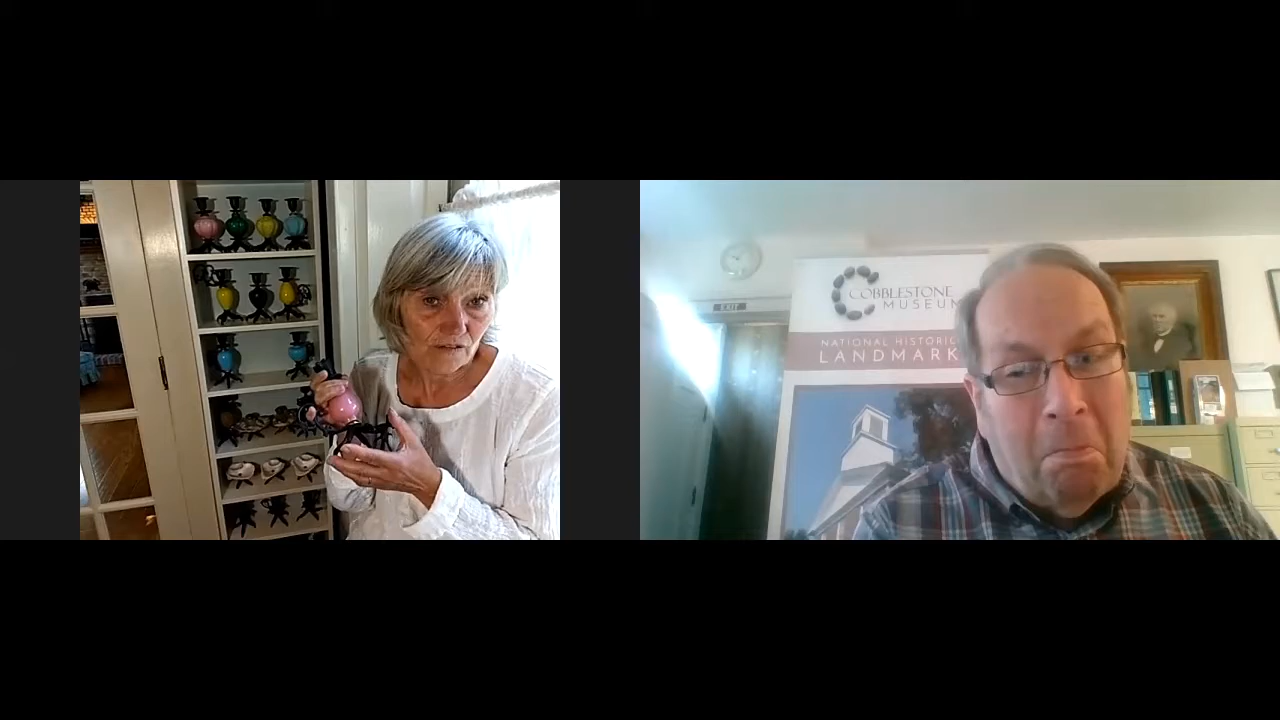 EXIT
COBBLESTONE
MUSEUM
NATIONAL HISTORIC
LANDMARK